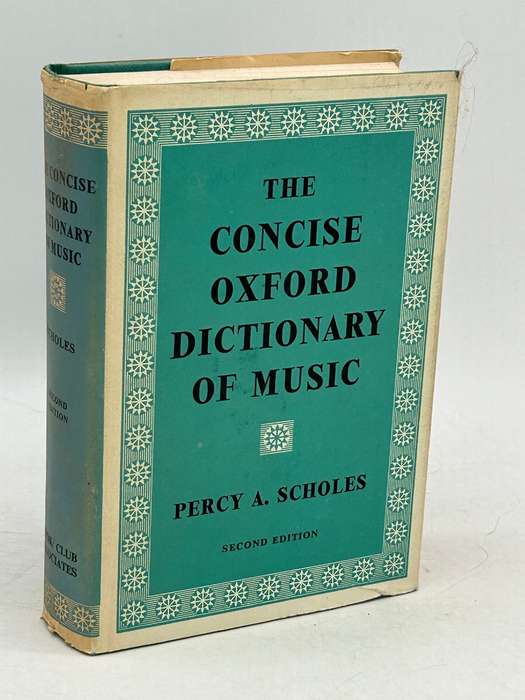 THE
CONCISE
OXFORD
DICTIONARY
OF MUSIC
PERCY A. SCHOLES
SECOND EDITION
CONCISE
OXFORD
DICTIONARY
OF MUSIC
SCHOLES
SECOND
EDITION
CLUB
ASSOCIATES